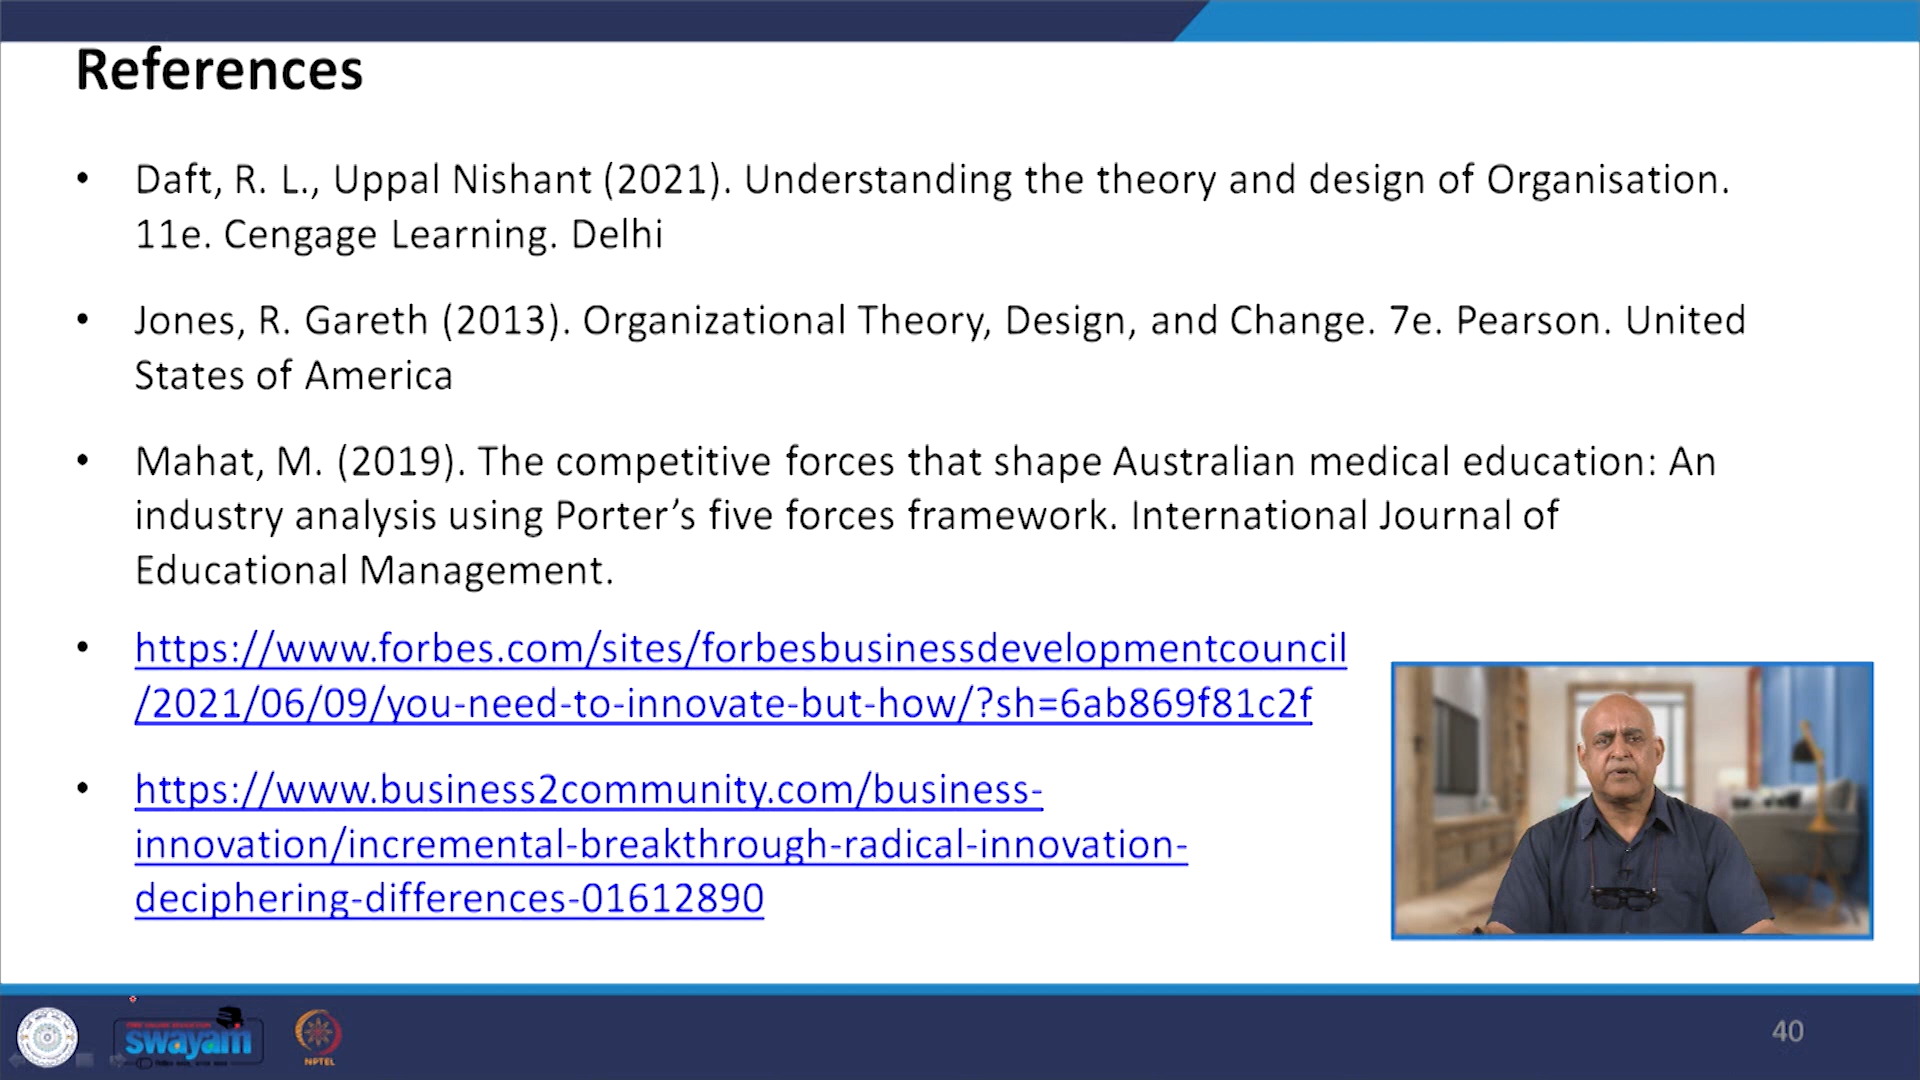 References
• Daft, R. L., Uppal Nishant (2021). Understanding the theory and design of Organisation.
11e. Cengage Learning. Delhi
• Jones, R. Gareth (2013). Organizational Theory, Design, and Change. 7e. Pearson. United
States of America
• Mahat, M. (2019). The competitive forces that shape Australian medical education: An
industry analysis using Porter’s five forces framework. International Journal of
Educational Management.
• https://www.forbes.com/sites/forbesbusinessdevelopmentcouncil
/2021/06/09/you-need-to-innovate-but-how/?sh=6ab869f81c2f
• https://www.business2community.com/business-
innovation/incremental-breakthrough-radical-innovation-
deciphering-differences-01612890
swayam
NPTEL
40